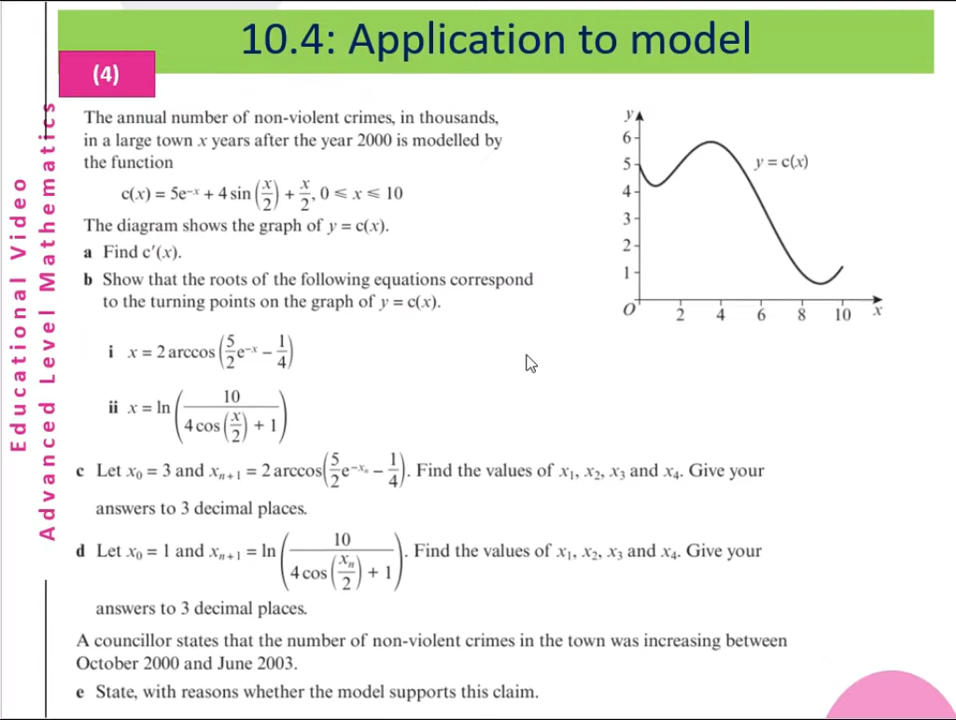 10.4: Application to model
(4)
Educational Video
Advanced Level Mathematics
The annual number of non-violent crimes, in thousands,
in a large town x years after the year 2000 is modelled by
the function
c(x) = 5e⁻ˣ + 4 sin(x/2) + x/2, 0 ⩽ x ⩽ 10
The diagram shows the graph of y = c(x).
a Find c′(x).
b Show that the roots of the following equations correspond
to the turning points on the graph of y = c(x).
i x = 2 arccos(5/2 e⁻ˣ − 1/4)
ii x = ln(10/(4 cos(x/2) + 1))
y
6
5
4
3
2
1
O
2 4 6 8 10 x
y = c(x)
c Let x₀ = 3 and xₙ₊₁ = 2 arccos(5/2 e^(−xₙ) − 1/4). Find the values of x₁, x₂, x₃ and x₄. Give your
answers to 3 decimal places.
d Let x₀ = 1 and xₙ₊₁ = ln(10/(4 cos(xₙ/2) + 1)). Find the values of x₁, x₂, x₃ and x₄. Give your
answers to 3 decimal places.
A councillor states that the number of non-violent crimes in the town was increasing between
October 2000 and June 2003.
e State, with reasons whether the model supports this claim.